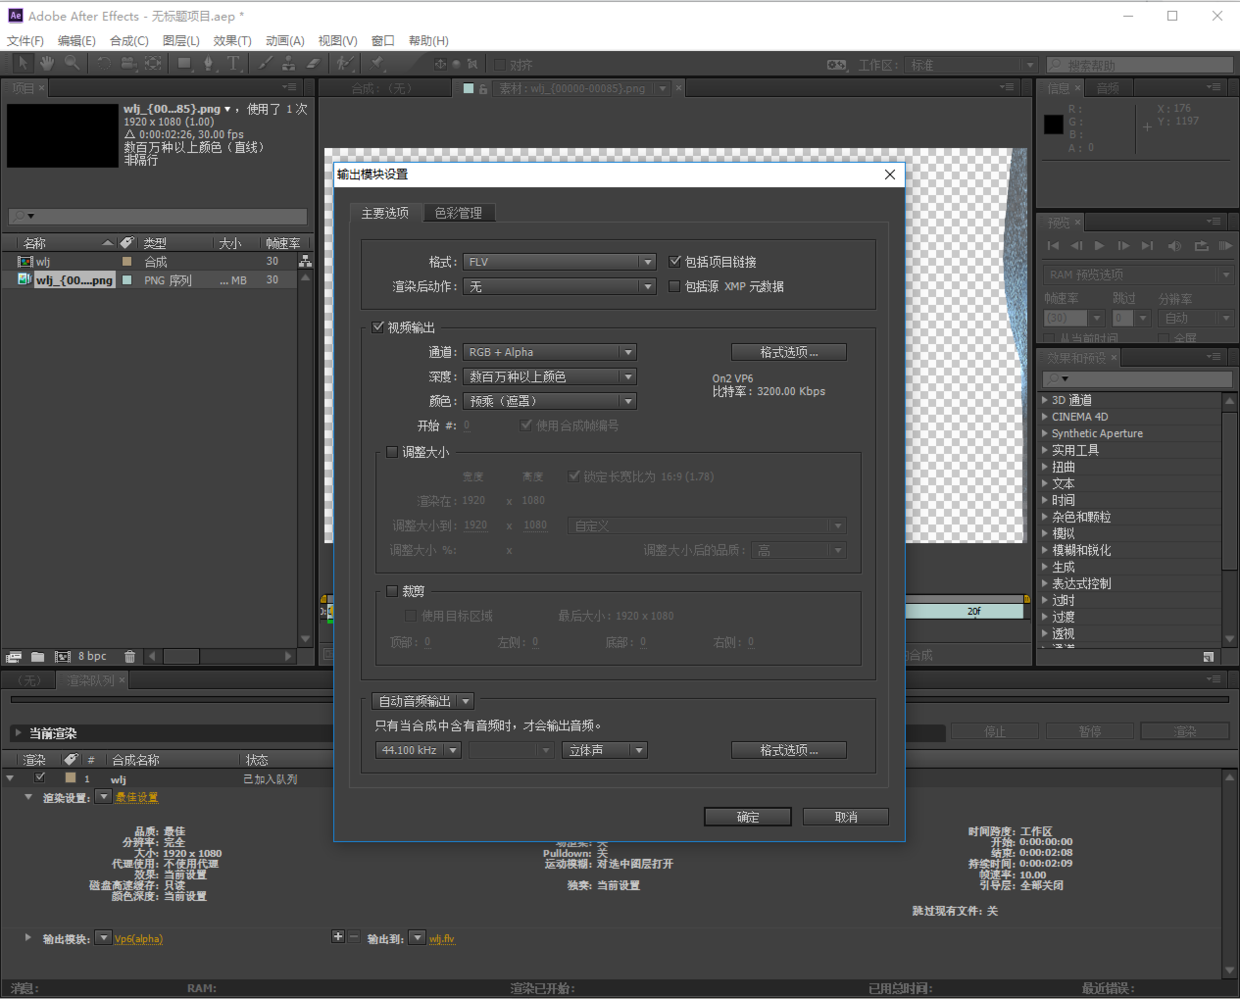 Adobe After Effects - 无标题项目.aep *
文件(F) 编辑(E) 合成(C) 图层(L) 效果(T) 动画(A) 视图(V) 窗口 帮助(H)
对齐 工作区: 标准 搜索帮助
项目 ×
合成: (无) 素材: wlj_{00000-00085}.png ×
信息 × 音频
wlj_{00...85}.png ▼ , 使用了 1 次
1920 x 1080 (1.00)
△ 0:00:02:26, 30.00 fps
数百万种以上颜色 (直线)
非隔行
R: X: 176
G: Y: 1197
B:
A: 0
名称 类型 大小 帧速率
wlj 合成 30
wlj_{00....png PNG 序列 ... MB 30
8 bpc
预览 ×
RAM 预览选项
帧速率 跳过 分辨率
(30) 0 自动
从当前时间 全屏
效果和预设 ×
3D 通道
CINEMA 4D
Synthetic Aperture
实用工具
扭曲
文本
时间
杂色和颗粒
模拟
模糊和锐化
生成
表达式控制
过时
过渡
透视
输出模块设置
主要选项 色彩管理
格式: FLV 包括项目链接
渲染后动作: 无 包括源 XMP 元数据
视频输出
通道: RGB + Alpha 格式选项...
深度: 数百万种以上颜色 On2 VP6
比特率: 3200.00 Kbps
颜色: 预乘 (遮罩)
开始 #: 0 使用合成帧编号
调整大小
宽度 高度 锁定长宽比为 16:9 (1.78)
渲染在: 1920 x 1080
调整大小到: 1920 x 1080 自定义
调整大小 %: x 调整大小后的品质: 高
裁剪
使用目标区域 最后大小: 1920 x 1080
顶部: 0 左侧: 0 底部: 0 右侧: 0
自动音频输出
只有当合成中含有音频时，才会输出音频。
44.100 kHz 立体声 格式选项...
确定 取消
20f
的合成
(无) 渲染队列 ×
当前渲染 停止 暂停 渲染
渲染 # 合成名称 状态
1 wlj 已加入队列
渲染设置: 最佳设置
品质: 最佳
分辨率: 完全
大小: 1920 x 1080
代理使用: 不使用代理
效果: 当前设置
磁盘高速缓存: 只读
颜色深度: 当前设置
Pulldown: 关
运动模糊: 对选中图层打开
独奏: 当前设置
时间跨度: 工作区
开始: 0:00:00:00
结束: 0:00:02:08
持续时间: 0:00:02:09
帧速率: 10.00
引导层: 全部关闭
跳过现有文件: 关
输出模块: Vp6(alpha) 输出到: wlj.flv
消息: RAM: 渲染已开始: 已用总时间: 最近错误: